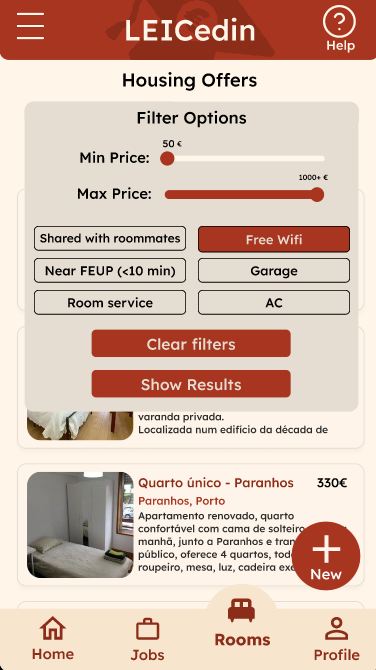 LEICedin
Help
Housing Offers
Filter Options
50 €
Min Price:
1000+ €
Max Price:
Shared with roommates
Free Wifi
Near FEUP (<10 min)
Garage
Room service
AC
Clear filters
Show Results
varanda privada.
Localizada num edifício da década de
Quarto único - Paranhos
330€
Paranhos, Porto
Apartamento renovado, quarto
confortável com cama de solteiro
manhã, junto a Paranhos e
público, oferece 4 quartos,
roupeiro, mesa, luz, cadeira
New
Home
Jobs
Rooms
Profile